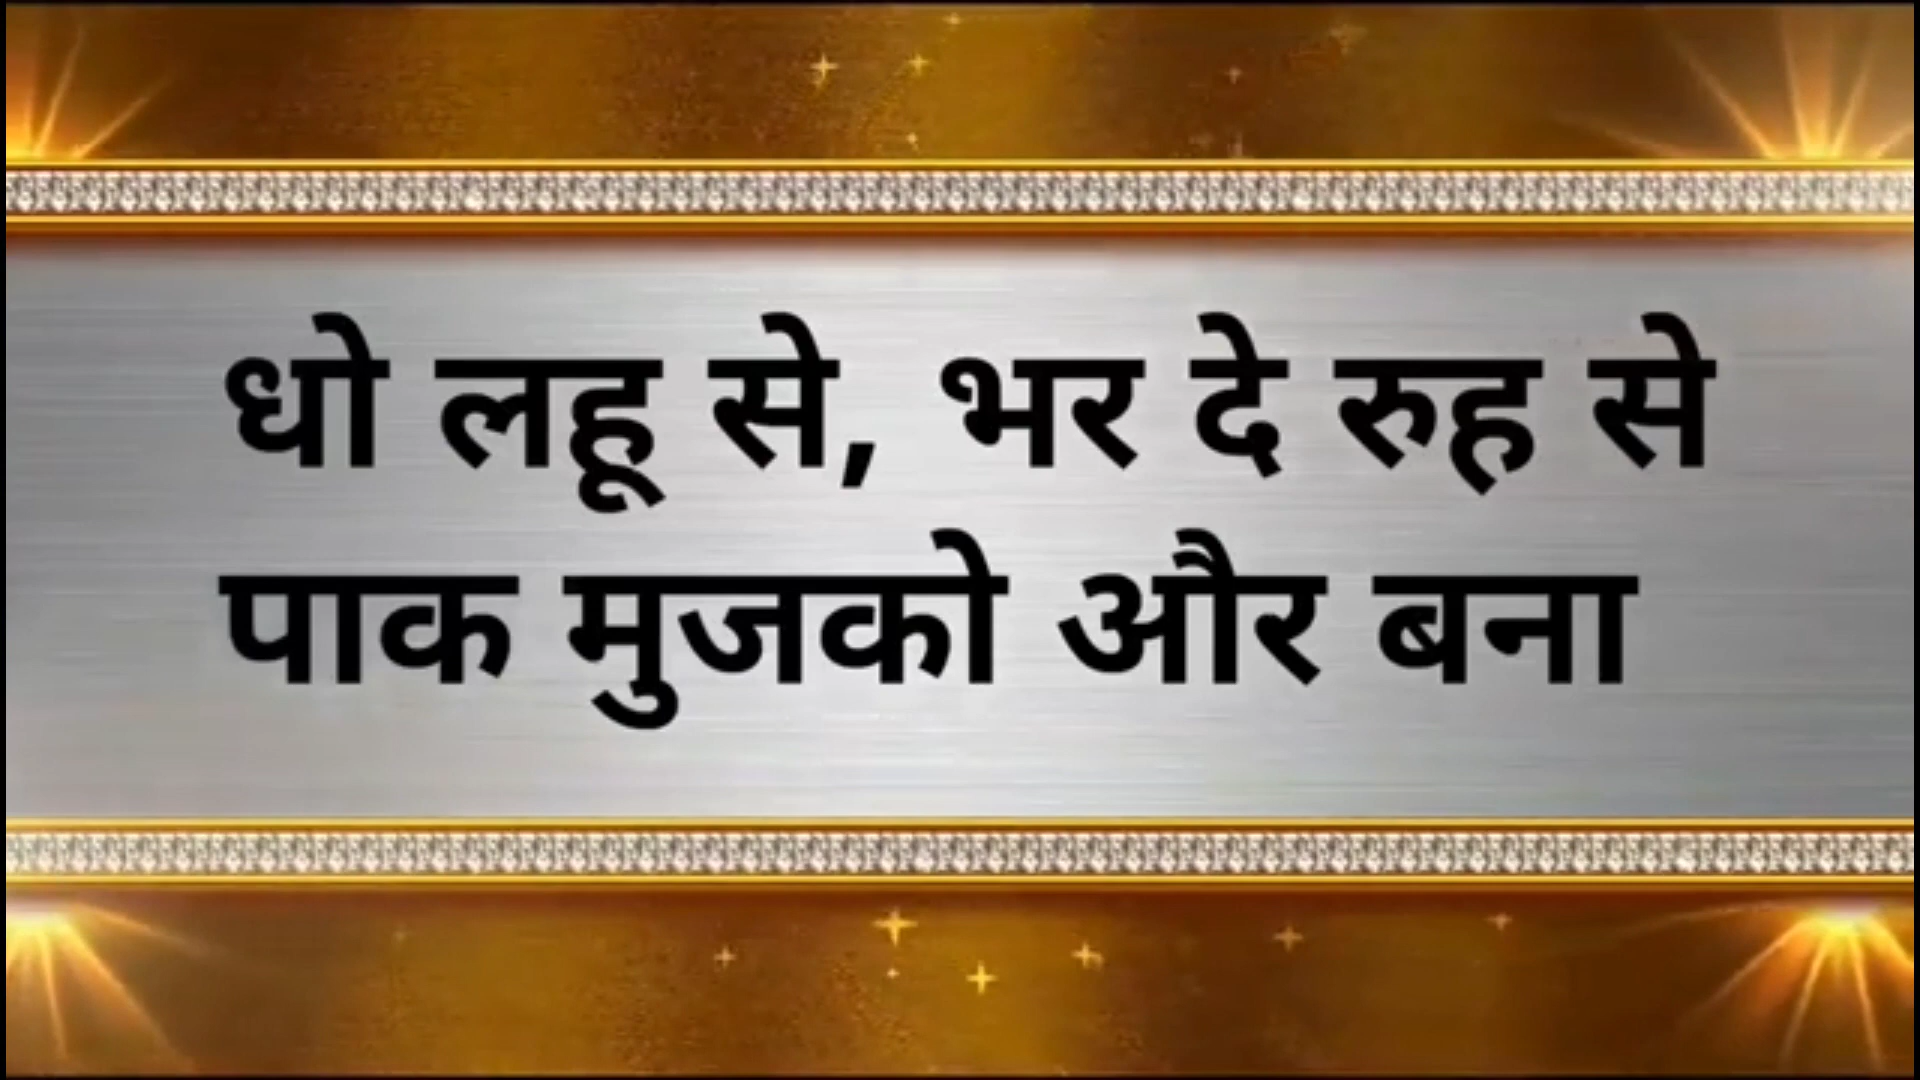 धो लहू से, भर दे रुह से
पाक मुजको और बना